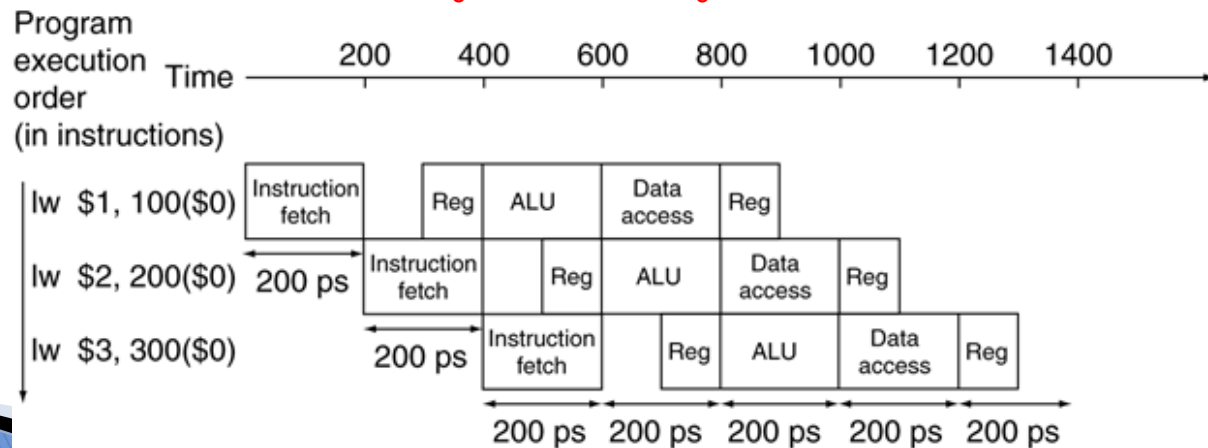 Program
execution
order
(in instructions)
Time
200 400 600 800 1000 1200 1400
lw $1, 100($0)
Instruction
fetch
Reg
ALU
Data
access
Reg
lw $2, 200($0)
200 ps
Instruction
fetch
Reg
ALU
Data
access
Reg
lw $3, 300($0)
200 ps
Instruction
fetch
Reg
ALU
Data
access
Reg
200 ps 200 ps 200 ps 200 ps 200 ps